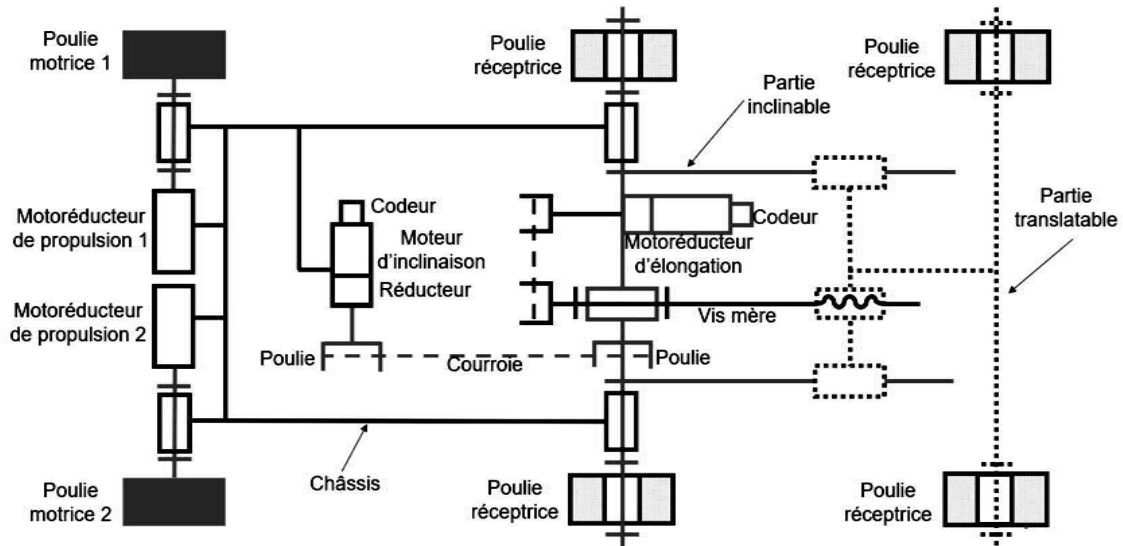 Poulie
motrice 1
Poulie
réceptrice
Poulie
réceptrice
Partie
inclinable
Motoréducteur
de propulsion 1
Codeur
Moteur
d'inclinaison
Réducteur
Codeur
Motoréducteur
d'élongation
Partie
translatable
Motoréducteur
de propulsion 2
Vis mère
Poulie
Courroie
Poulie
Châssis
Poulie
motrice 2
Poulie
réceptrice
Poulie
réceptrice